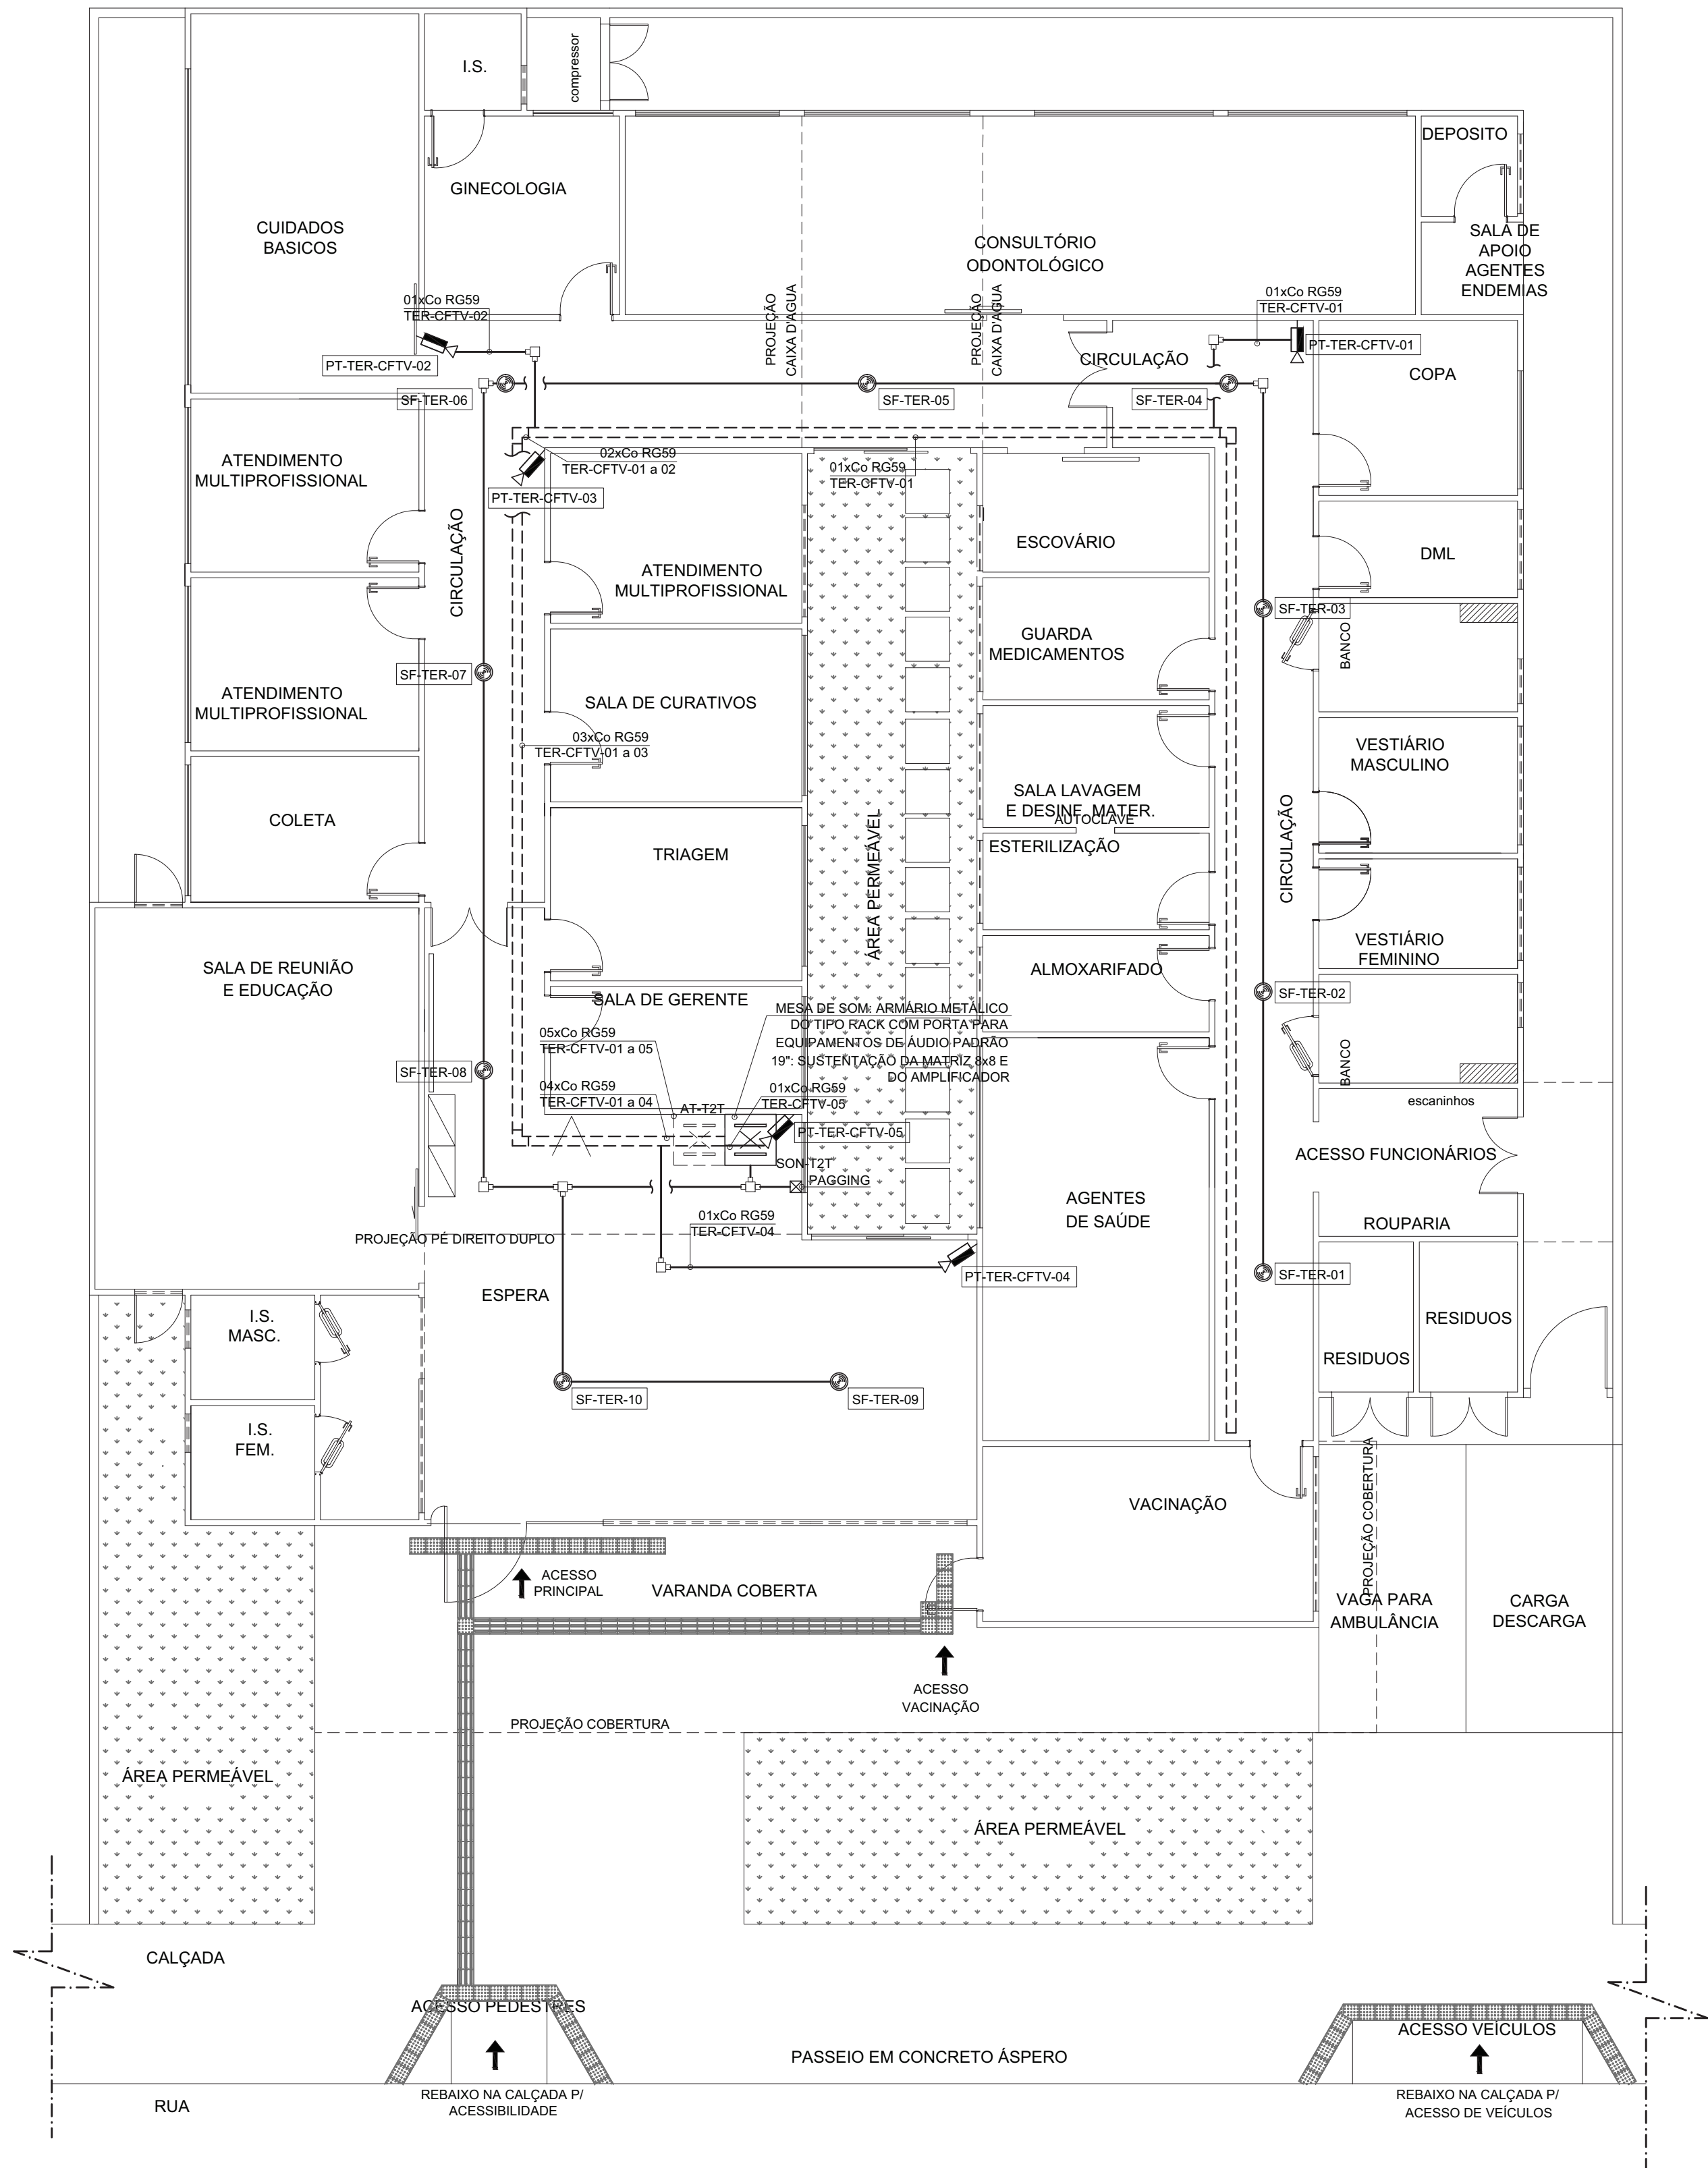 I.S.
compressor
DEPOSITO
GINECOLOGIA
CUIDADOS
BASICOS
CONSULTÓRIO
ODONTOLÓGICO
SALA DE
APOIO
AGENTES
ENDEMIAS
01xCo RG59
TER-CFTV-02
PROJEÇÃO
CAIXA D'AGUA
PROJEÇÃO
CAIXA D'AGUA
01xCo RG59
TER-CFTV-01
PT-TER-CFTV-02
PT-TER-CFTV-01
CIRCULAÇÃO
COPA
SF-TER-06
SF-TER-05
SF-TER-04
ATENDIMENTO
MULTIPROFISSIONAL
02xCo RG59
TER-CFTV-01 a 02
01xCo RG59
TER-CFTV-01
PT-TER-CFTV-03
CIRCULAÇÃO
ESCOVÁRIO
DML
ATENDIMENTO
MULTIPROFISSIONAL
SF-TER-03
GUARDA
MEDICAMENTOS
BANCO
SF-TER-07
ATENDIMENTO
MULTIPROFISSIONAL
SALA DE CURATIVOS
03xCo RG59
TER-CFTV-01 a 03
VESTIÁRIO
MASCULINO
SALA LAVAGEM
E DESINF. MATER.
AUTOCLAVE
COLETA
TRIAGEM
ÁREA PERMEÁVEL
ESTERILIZAÇÃO
CIRCULAÇÃO
VESTIÁRIO
FEMININO
SALA DE REUNIÃO
E EDUCAÇÃO
ALMOXARIFADO
SF-TER-02
SALA DE GERENTE
MESA DE SOM: ARMÁRIO METÁLICO
DO TIPO RACK COM PORTA PARA
EQUIPAMENTOS DE ÁUDIO PADRÃO
19": SUSTENTAÇÃO DA MATRIZ 8x8 E
DO AMPLIFICADOR
05xCo RG59
TER-CFTV-01 a 05
BANCO
SF-TER-08
04xCo RG59
TER-CFTV-01 a 04
01xCo RG59
TER-CFTV-05
AT-T2T
escaninhos
PT-TER-CFTV-05
SON-T2T
PAGGING
ACESSO FUNCIONÁRIOS
AGENTES
DE SAÚDE
01xCo RG59
TER-CFTV-04
ROUPARIA
PROJEÇÃO PÉ DIREITO DUPLO
PT-TER-CFTV-04
SF-TER-01
ESPERA
I.S.
MASC.
RESIDUOS
RESIDUOS
SF-TER-10
SF-TER-09
I.S.
FEM.
VACINAÇÃO
PROJEÇÃO COBERTURA
ACESSO
PRINCIPAL
VARANDA COBERTA
VAGA PARA
AMBULÂNCIA
CARGA
DESCARGA
ACESSO
VACINAÇÃO
PROJEÇÃO COBERTURA
ÁREA PERMEÁVEL
ÁREA PERMEÁVEL
CALÇADA
ACESSO PEDESTRES
ACESSO VEÍCULOS
PASSEIO EM CONCRETO ÁSPERO
REBAIXO NA CALÇADA P/
ACESSIBILIDADE
REBAIXO NA CALÇADA P/
ACESSO DE VEÍCULOS
RUA